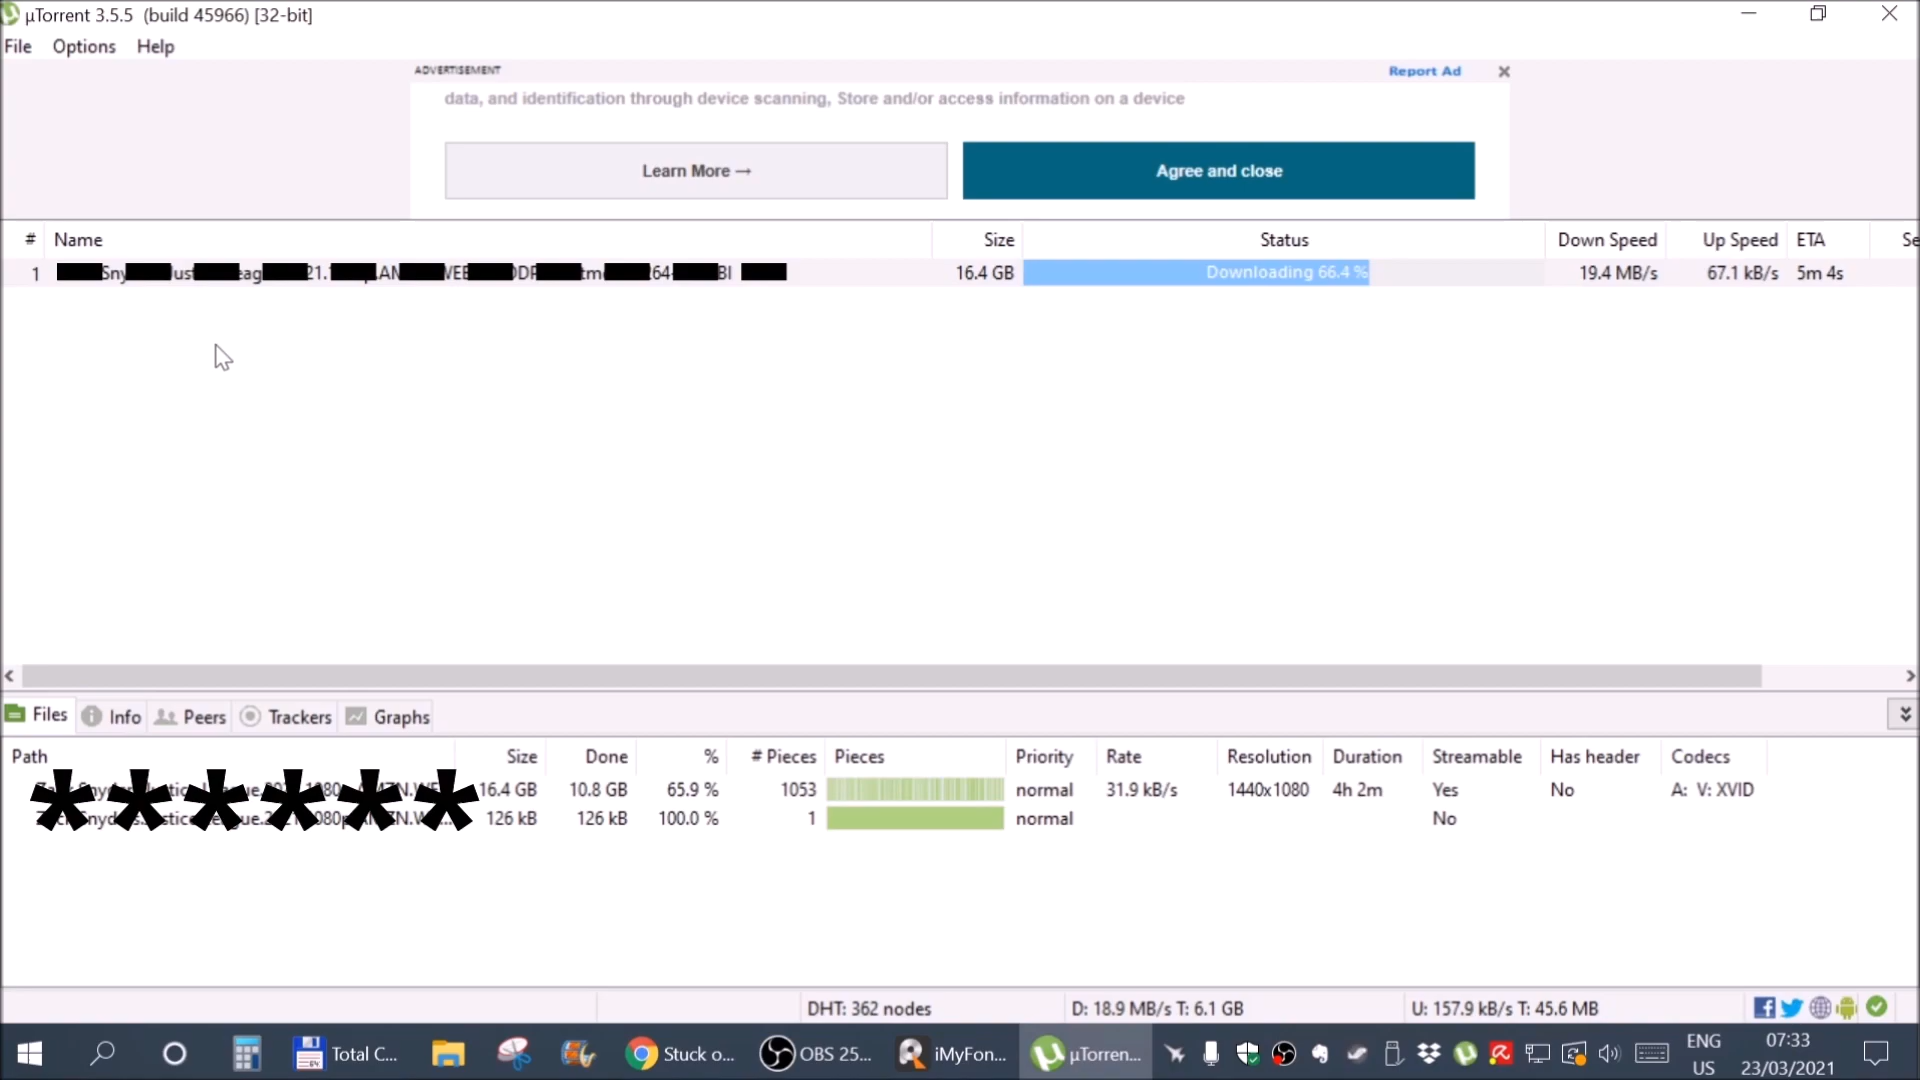 µTorrent 3.5.5 (build 45966) [32-bit]
File Options Help
ADVERTISEMENT Report Ad
data, and identification through device scanning, Store and/or access information on a device
Learn More → Agree and close
# Name Size Status Down Speed Up Speed ETA Se
1 Sny 21. AN 64 BI 16.4 GB Downloading 66.4 % 19.4 MB/s 67.1 kB/s 5m 4s
Files Info Peers Trackers Graphs
Path Size Done % # Pieces Pieces Priority Rate Resolution Duration Streamable Has header Codecs
16.4 GB 10.8 GB 65.9 % 1053 normal 31.9 kB/s 1440x1080 4h 2m Yes No A: V: XVID
126 kB 126 kB 100.0 % 1 normal No
******
DHT: 362 nodes D: 18.9 MB/s T: 6.1 GB U: 157.9 kB/s T: 45.6 MB
Total C... Stuck o... OBS 25... iMyFon... µTorren... ENG
US
07:33
23/03/2021